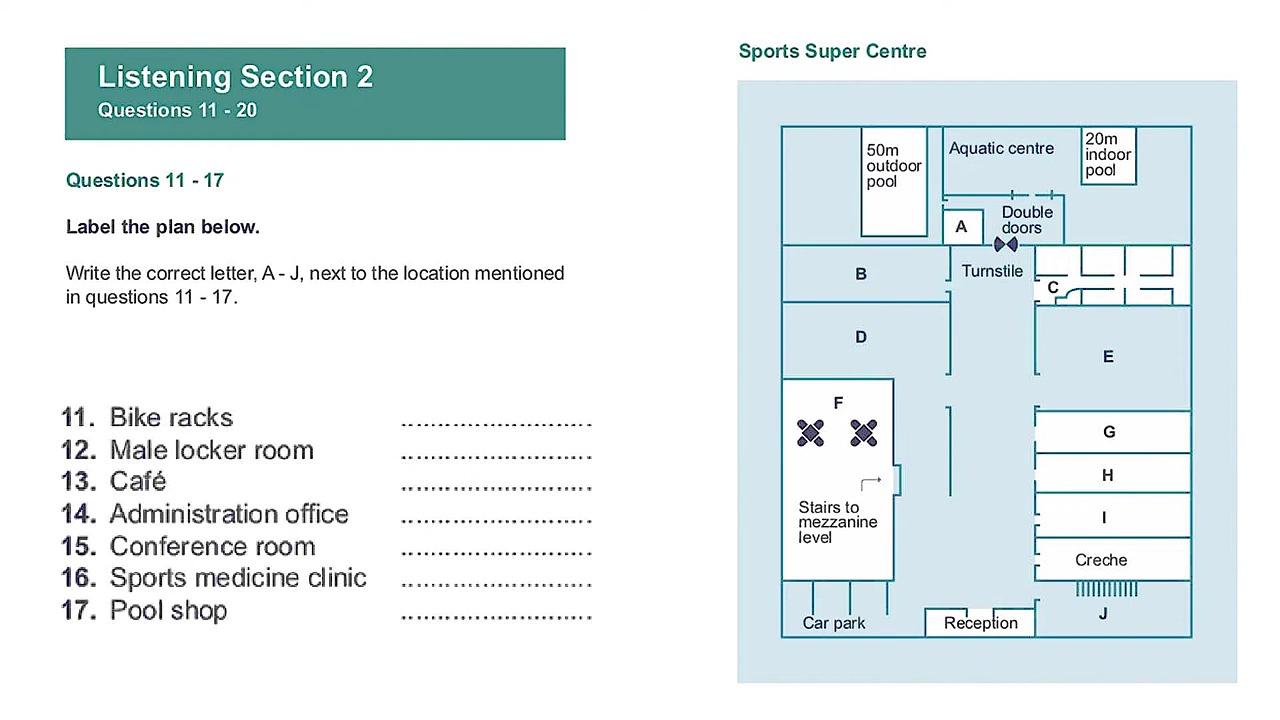 Listening Section 2
Questions 11 - 20
Questions 11 - 17
Label the plan below.
Write the correct letter, A - J, next to the location mentioned
in questions 11 - 17.
11. Bike racks ..............................
12. Male locker room ..............................
13. Café ..............................
14. Administration office ..............................
15. Conference room ..............................
16. Sports medicine clinic ..............................
17. Pool shop ..............................
Sports Super Centre
50m
outdoor
pool
Aquatic centre
20m
indoor
pool
A
Double
doors
B
Turnstile
C
D
E
F
G
H
I
Stairs to
mezzanine
level
Creche
J
Car park
Reception